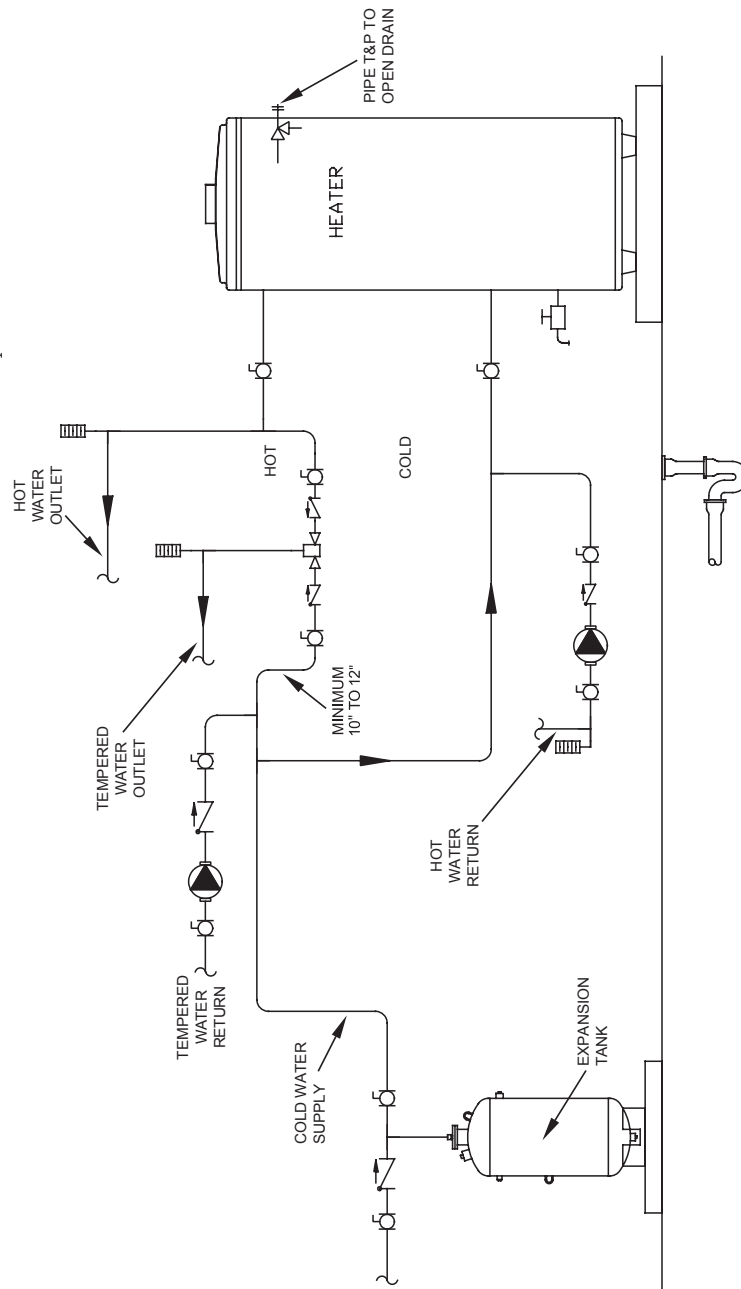 PIPE T&P TO
OPEN DRAIN
HEATER
HOT
WATER
OUTLET
HOT
COLD
TEMPERED
WATER
OUTLET
MINIMUM
10" TO 12"
HOT
WATER
RETURN
TEMPERED
WATER
RETURN
COLD WATER
SUPPLY
EXPANSION
TANK